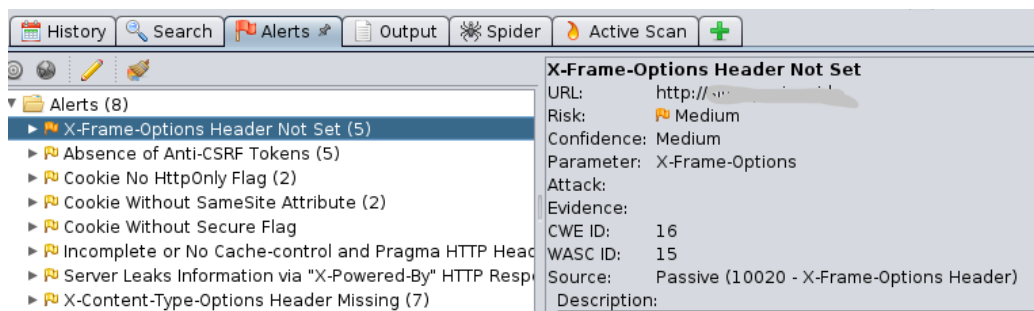 History Search Alerts Output Spider Active Scan
Alerts (8)
X-Frame-Options Header Not Set (5)
Absence of Anti-CSRF Tokens (5)
Cookie No HttpOnly Flag (2)
Cookie Without SameSite Attribute (2)
Cookie Without Secure Flag
Incomplete or No Cache-control and Pragma HTTP Head
Server Leaks Information via "X-Powered-By" HTTP Resp
X-Content-Type-Options Header Missing (7)
X-Frame-Options Header Not Set
URL: http://
Risk: Medium
Confidence: Medium
Parameter: X-Frame-Options
Attack:
Evidence:
CWE ID: 16
WASC ID: 15
Source: Passive (10020 - X-Frame-Options Header)
Description: